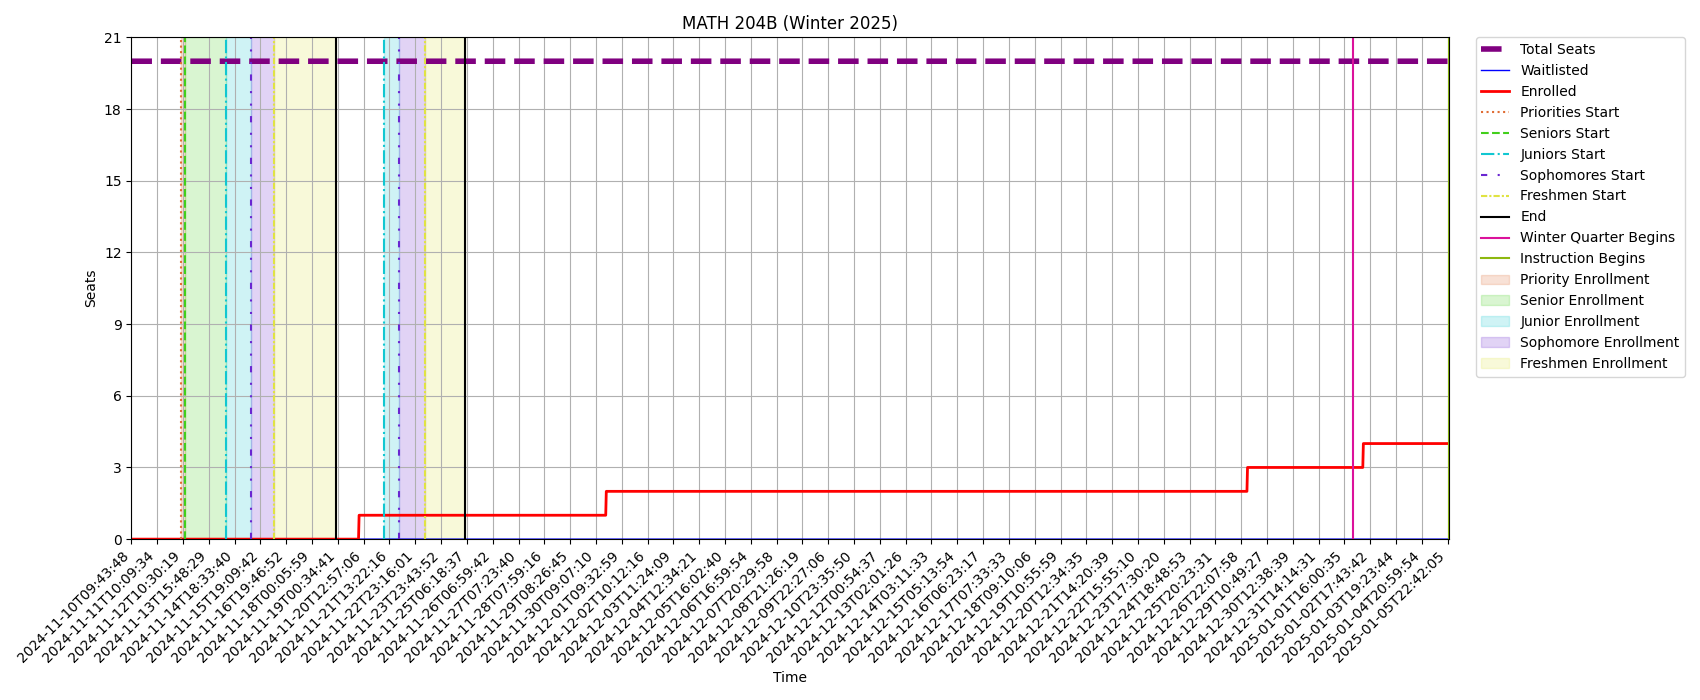 MATH 204B (Winter 2025)
21
18
15
12
9
6
3
0
Seats
2024-11-10T09:43:48
2024-11-11T10:09:34
2024-11-12T10:30:19
2024-11-13T15:48:29
2024-11-14T18:33:40
2024-11-15T19:09:42
2024-11-16T19:46:52
2024-11-18T00:05:59
2024-11-19T00:34:41
2024-11-20T12:57:06
2024-11-21T13:22:16
2024-11-22T23:16:01
2024-11-23T23:43:52
2024-11-25T06:18:37
2024-11-26T06:59:42
2024-11-27T07:23:40
2024-11-28T07:59:16
2024-11-29T08:26:45
2024-11-30T09:07:10
2024-12-01T09:32:59
2024-12-02T10:12:16
2024-12-03T11:24:09
2024-12-04T12:34:21
2024-12-05T16:02:40
2024-12-06T16:59:54
2024-12-07T20:29:58
2024-12-08T21:26:19
2024-12-09T22:27:06
2024-12-10T23:35:50
2024-12-12T00:54:37
2024-12-13T02:01:26
2024-12-14T03:11:33
2024-12-15T05:13:54
2024-12-16T06:23:17
2024-12-17T07:33:33
2024-12-18T09:10:06
2024-12-19T10:55:59
2024-12-20T12:34:35
2024-12-21T14:20:39
2024-12-22T15:55:10
2024-12-23T17:30:20
2024-12-24T18:48:53
2024-12-25T20:23:31
2024-12-26T22:07:58
2024-12-29T10:49:27
2024-12-30T12:38:39
2024-12-31T14:14:31
2025-01-01T16:00:35
2025-01-02T17:43:42
2025-01-03T19:23:44
2025-01-04T20:59:54
2025-01-05T22:42:05
Time
Total Seats
Waitlisted
Enrolled
Priorities Start
Seniors Start
Juniors Start
Sophomores Start
Freshmen Start
End
Winter Quarter Begins
Instruction Begins
Priority Enrollment
Senior Enrollment
Junior Enrollment
Sophomore Enrollment
Freshmen Enrollment